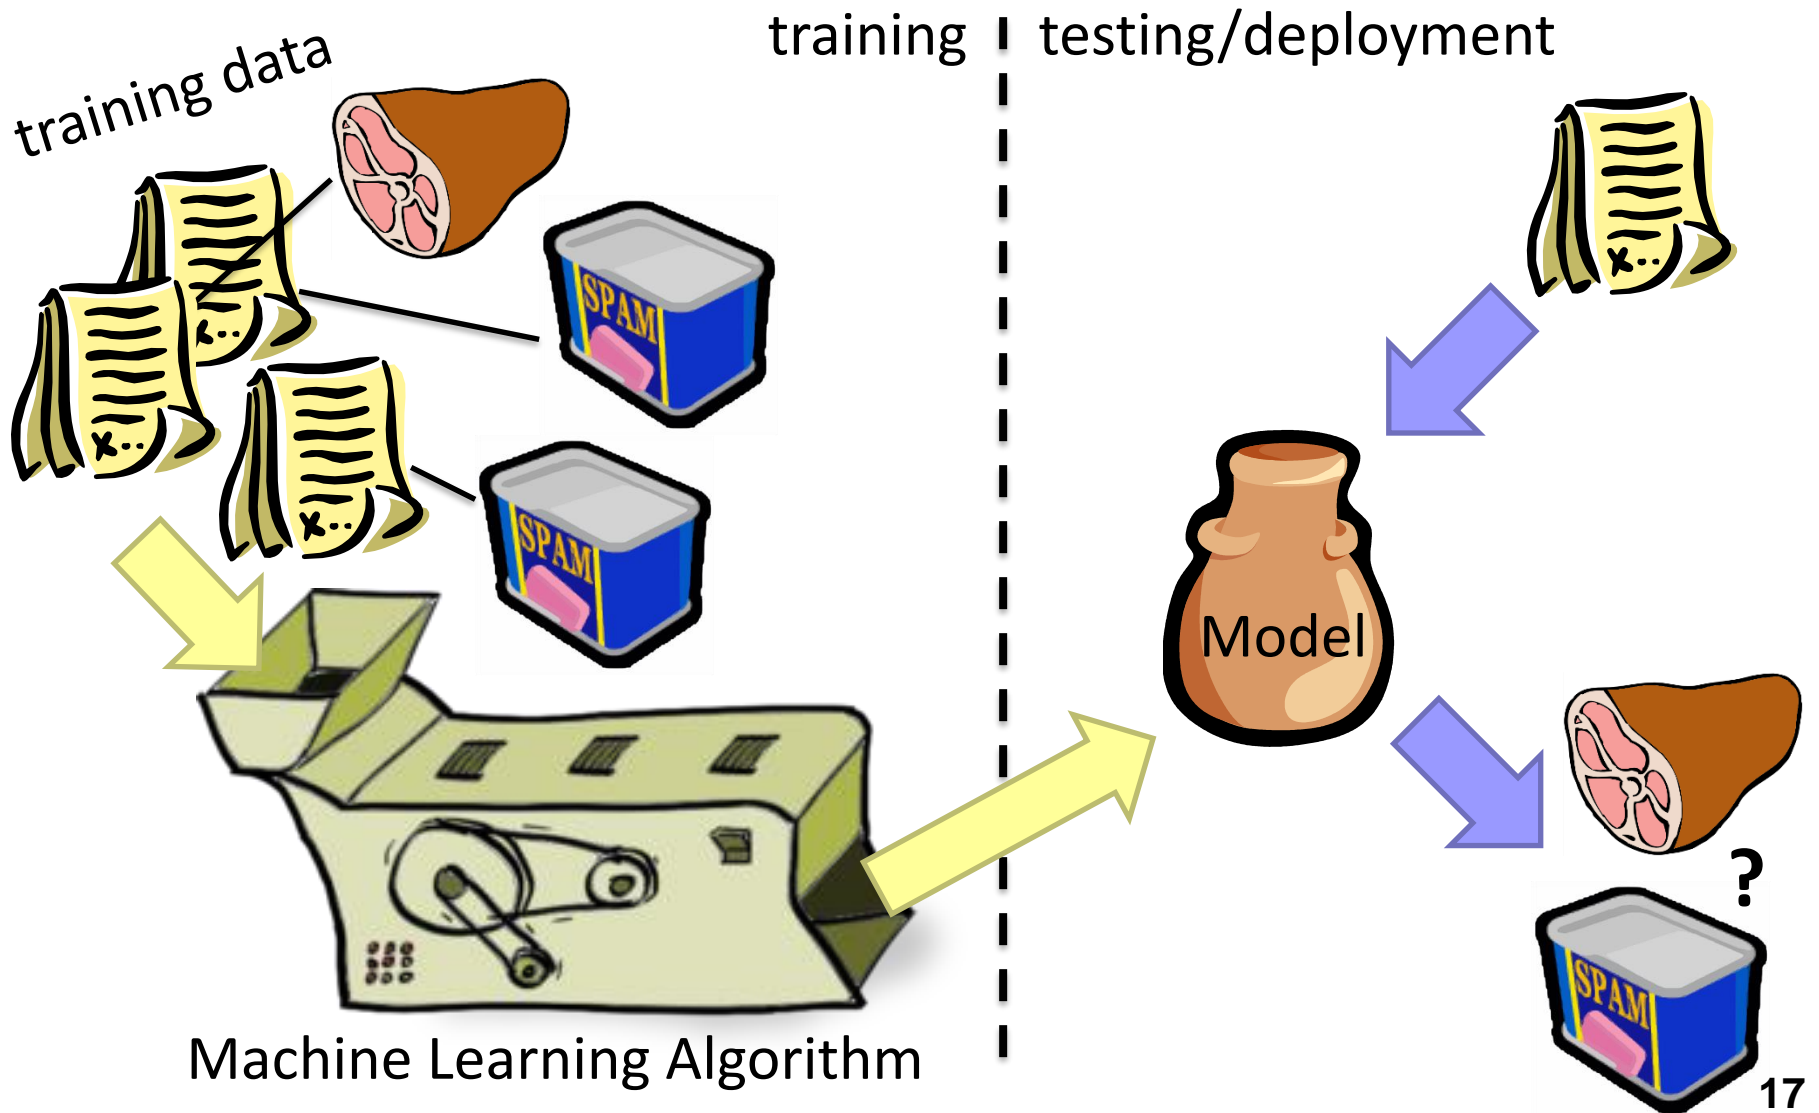 training
testing/deployment
training data
SPAM
SPAM
Model
?
SPAM
Machine Learning Algorithm
17